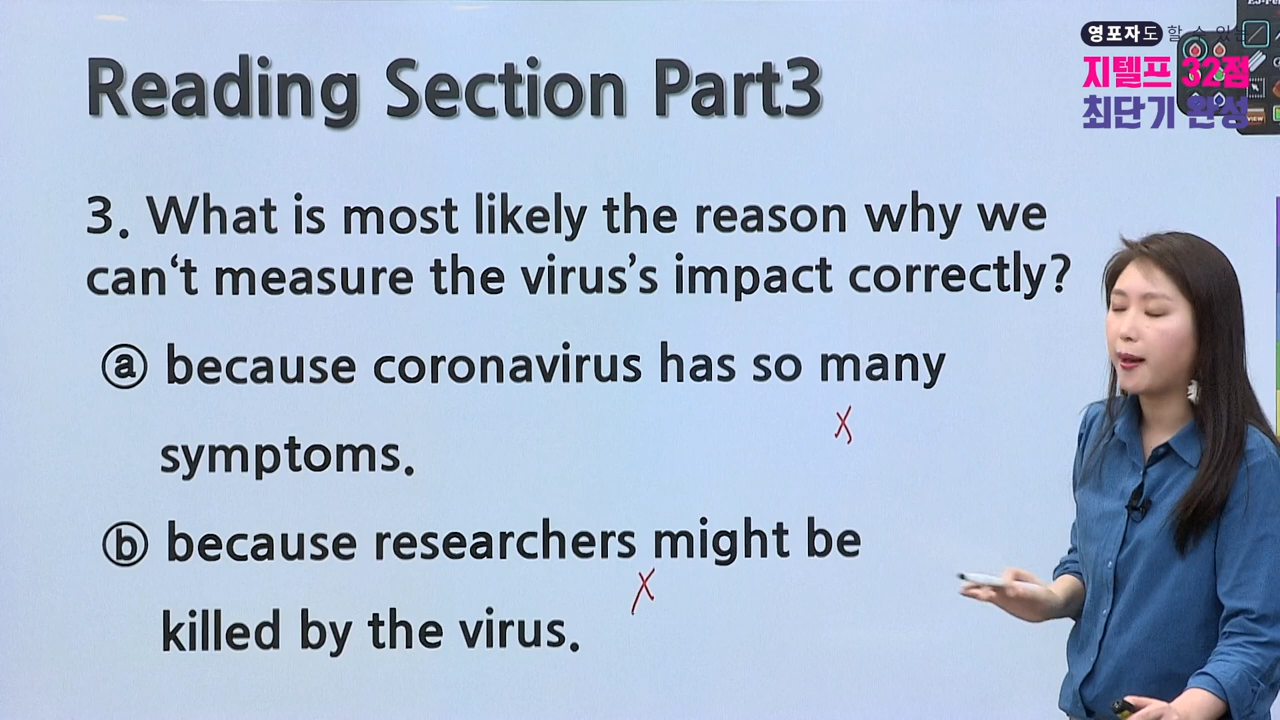 영포자도 할 수 있는
지텔프 32점
최단기 완성
Reading Section Part3
3. What is most likely the reason why we
can‘t measure the virus’s impact correctly?
ⓐ because coronavirus has so many
x
symptoms.
ⓑ because researchers might be
x
killed by the virus.
VIEW